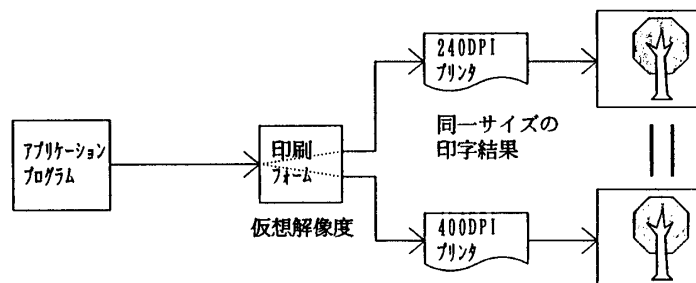 240DPI
プリンタ
同一サイズの
印字結果
アプリケーション
プログラム
印刷
フォーム
仮想解像度
400DPI
プリンタ